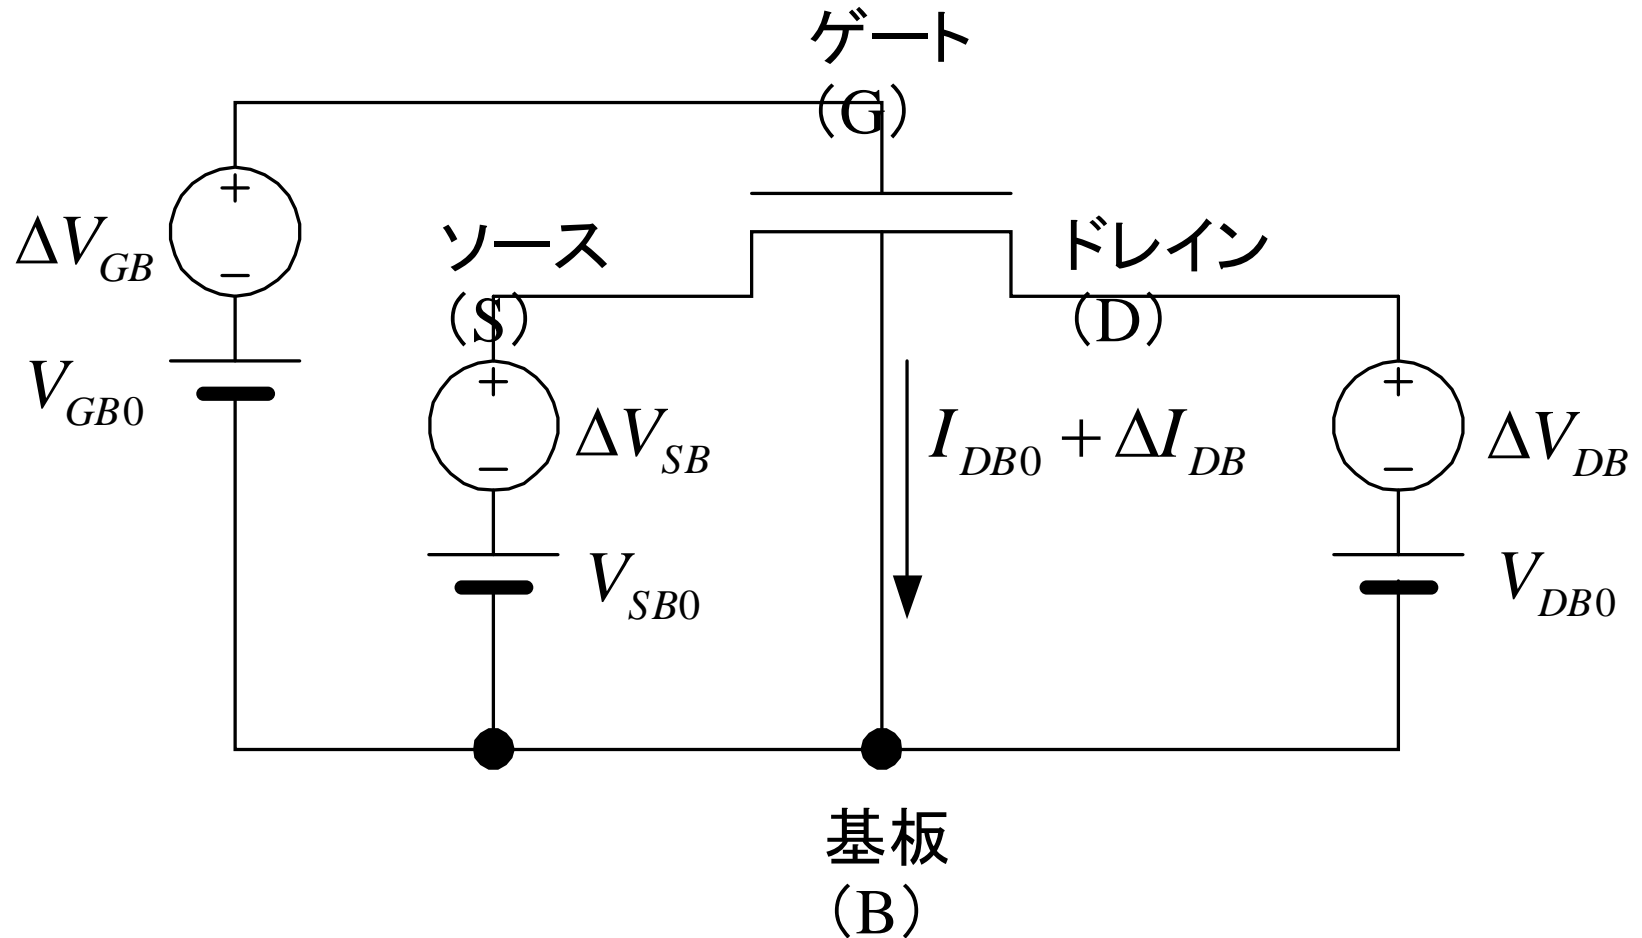 ゲート
(G)
ソース
(S)
ドレイン
(D)
+
−
ΔV_GB
V_GB0
+
−
ΔV_SB
V_SB0
I_DB0 + ΔI_DB
+
−
ΔV_DB
V_DB0
基板
(B)